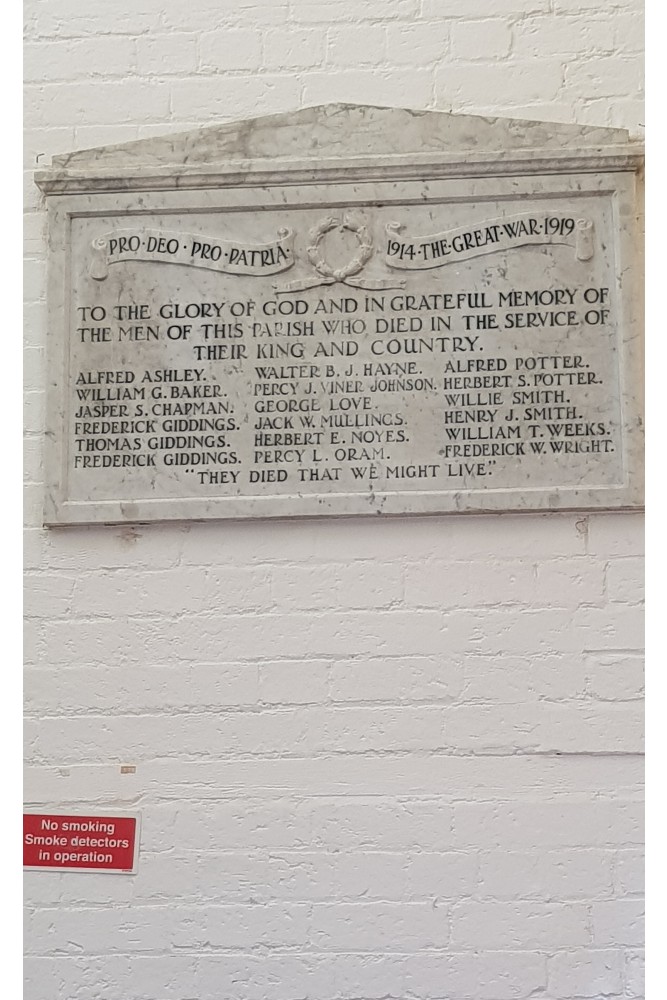 PRO·DEO·PRO·PATRIA· 1914·THE·GREAT·WAR·1919
TO THE GLORY OF GOD AND IN GRATEFUL MEMORY OF
THE MEN OF THIS PARISH WHO DIED IN THE SERVICE OF
THEIR KING AND COUNTRY.
ALFRED ASHLEY. WALTER B. J. HAYNE. ALFRED POTTER.
WILLIAM G. BAKER. PERCY J. VINER JOHNSON. HERBERT S. POTTER.
JASPER S. CHAPMAN. GEORGE LOVE. WILLIE SMITH.
FREDERICK GIDDINGS. JACK W. MULLINGS. HENRY J. SMITH.
THOMAS GIDDINGS. HERBERT E. NOYES. WILLIAM T. WEEKS.
FREDERICK GIDDINGS. PERCY L. ORAM. FREDERICK W. WRIGHT.
"THEY DIED THAT WE MIGHT LIVE."
No smoking
Smoke detectors
in operation